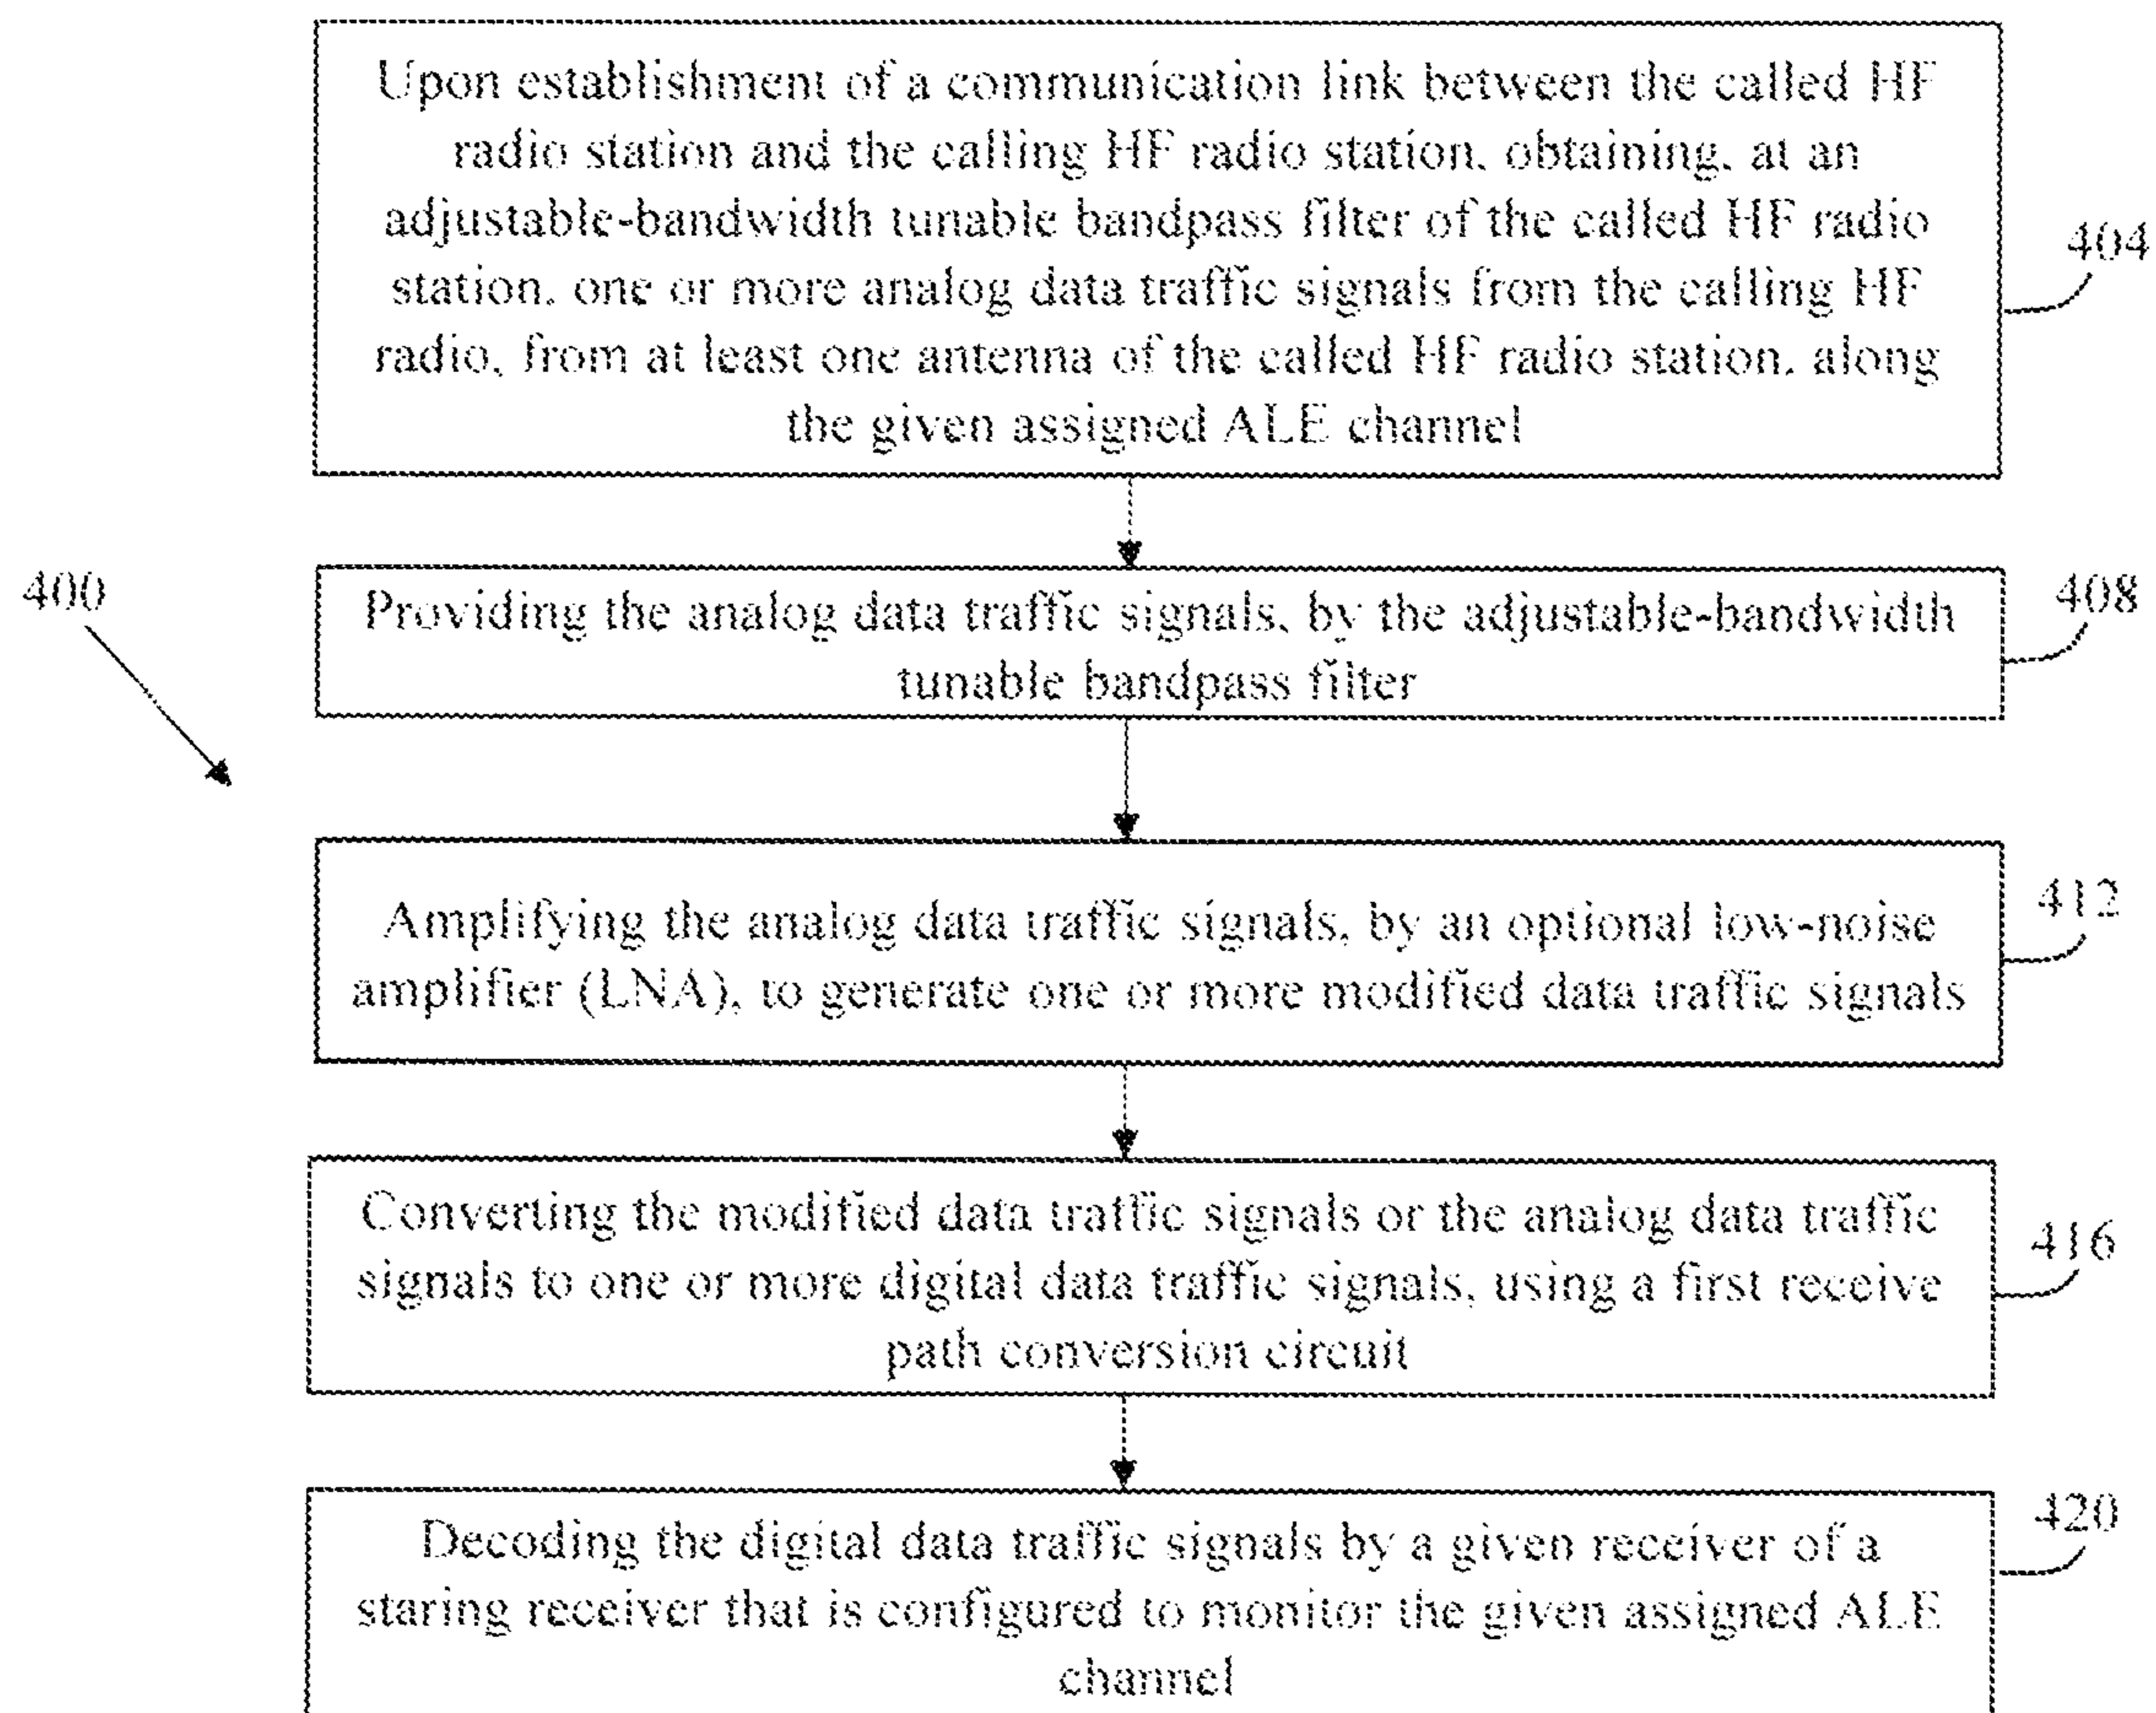 Upon establishment of a communication link between the called HF
radio station and the calling HF radio station, obtaining, at an
adjustable-bandwidth tunable bandpass filter of the called HF radio
station, one or more analog data traffic signals from the calling HF
radio, from at least one antenna of the called HF radio station, along
the given assigned ALE channel
404
400
Providing the analog data traffic signals, by the adjustable-bandwidth
tunable bandpass filter
408
Amplifying the analog data traffic signals, by an optional low-noise
amplifier (LNA), to generate one or more modified data traffic signals
412
Converting the modified data traffic signals or the analog data traffic
signals to one or more digital data traffic signals, using a first receive
path conversion circuit
416
Decoding the digital data traffic signals by a given receiver of a
staring receiver that is configured to monitor the given assigned ALE
channel
420